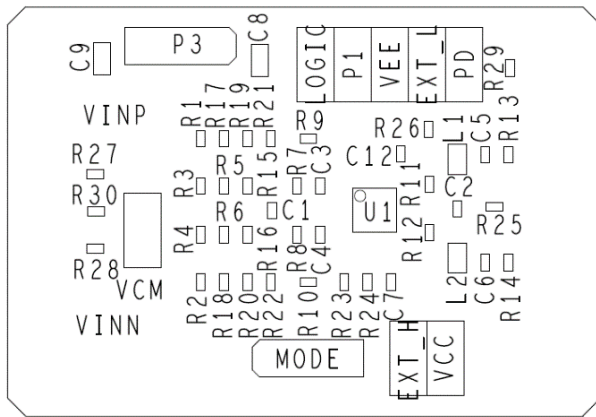 C9
P3
C8
LOGIC
P1
VEE
EXT_L
PD
R29
VINP
R1
R17
R19
R21
R9
R26
L1
C5
R13
R27
R3
R5
R15
R7
C3
C12
R11
C2
R30
R4
R6
C1
U1
R25
R28
R16
R8
C4
R12
VCM
R2
R18
R20
R22
R10
R23
R24
C7
L2
C6
R14
VINN
MODE
EXT_H
VCC